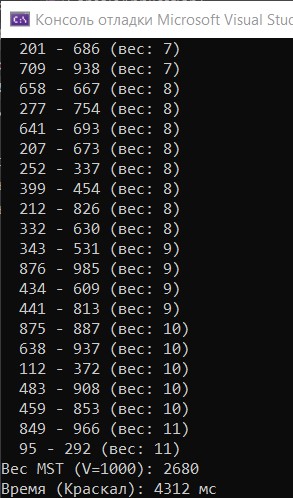 Консоль отладки Microsoft Visual Stud
201 - 686 (вес: 7)
709 - 938 (вес: 7)
658 - 667 (вес: 8)
277 - 754 (вес: 8)
641 - 693 (вес: 8)
207 - 673 (вес: 8)
252 - 337 (вес: 8)
399 - 454 (вес: 8)
212 - 826 (вес: 8)
332 - 630 (вес: 8)
343 - 531 (вес: 9)
876 - 985 (вес: 9)
434 - 609 (вес: 9)
441 - 813 (вес: 9)
875 - 887 (вес: 10)
638 - 937 (вес: 10)
112 - 372 (вес: 10)
483 - 908 (вес: 10)
459 - 853 (вес: 10)
849 - 966 (вес: 11)
95 - 292 (вес: 11)
Вес MST (V=1000): 2680
Время (Краскал): 4312 мс